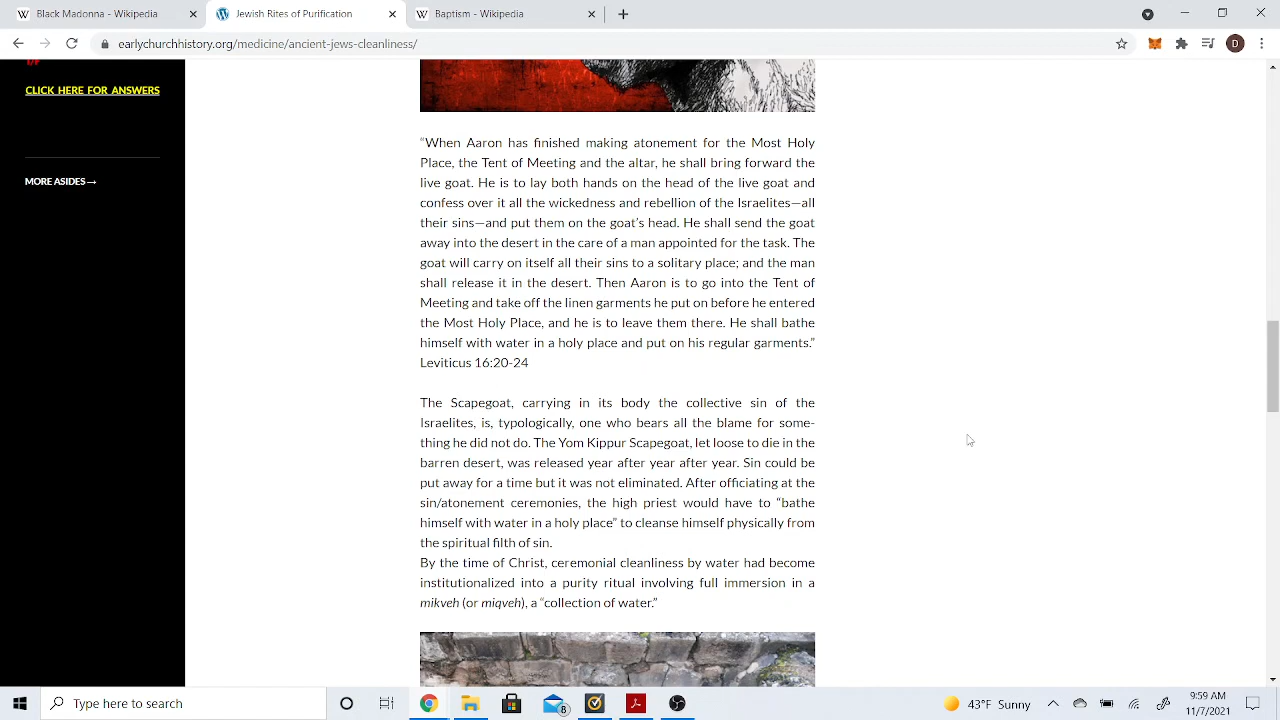 - Wikipedia
Jewish Medicine
- Wikipedia
earlychurchhistory.org/medicine/ancient-jews-cleanliness/
D
T/F
CLICK HERE FOR ANSWERS
MORE ASIDES →
“When Aaron has finished making atonement for the Most Holy
Place, the Tent of Meeting and the altar, he shall bring forward the
live goat. He is to lay both hands on the head of the live goat and
confess over it all the wickedness and rebellion of the Israelites—all
their sins—and put them on the goat’s head. He shall send the goat
away into the desert in the care of a man appointed for the task. The
goat will carry on itself all their sins to a solitary place; and the man
shall release it in the desert. Then Aaron is to go into the Tent of
Meeting and take off the linen garments he put on before he entered
the Most Holy Place, and he is to leave them there. He shall bathe
himself with water in a holy place and put on his regular garments.”
Leviticus 16:20-24
The Scapegoat, carrying in its body the collective sin of the
Israelites, is, typologically, one who bears all the blame for some-
thing he did not do. The Yom Kippur Scapegoat, let loose to die in the
barren desert, was released year after year after year. Sin could be
put away for a time but it was not eliminated. After officiating at the
sin/atonement ceremonies, the high priest would have to “bathe
himself with water in a holy place” to cleanse himself physically from
the spiritual filth of sin.
By the time of Christ, ceremonial cleanliness by water had become
institutionalized into a purity ritual involving full immersion in a
mikveh (or miqveh), a “collection of water.”
Type here to search
8
43°F Sunny
9:59 AM
11/7/2021